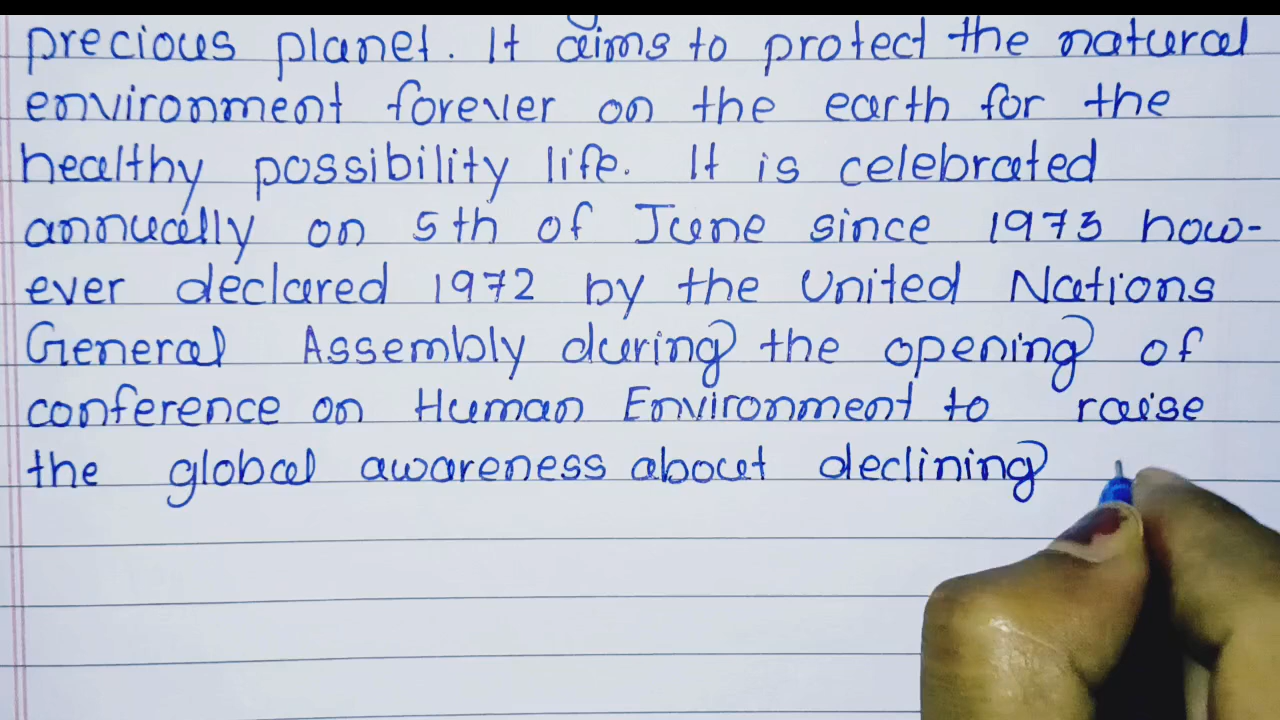 precious planet. It aims to protect the natural
environment forever on the earth for the
healthy possibility life. It is celebrated
annually on 5th of June since 1973 how-
ever declared 1972 by the United Nations
General Assembly during the opening of
conference on Human Environment to raise
the global awareness about declining